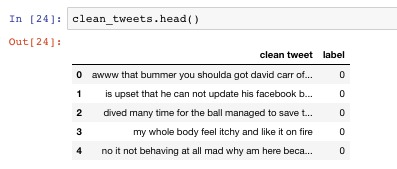 In [24]: clean_tweets.head()
Out[24]:
clean tweet label
0 awww that bummer you shoulda got david carr of... 0
1 is upset that he can not update his facebook b... 0
2 dived many time for the ball managed to save t... 0
3 my whole body feel itchy and like it on fire 0
4 no it not behaving at all mad why am here beca... 0